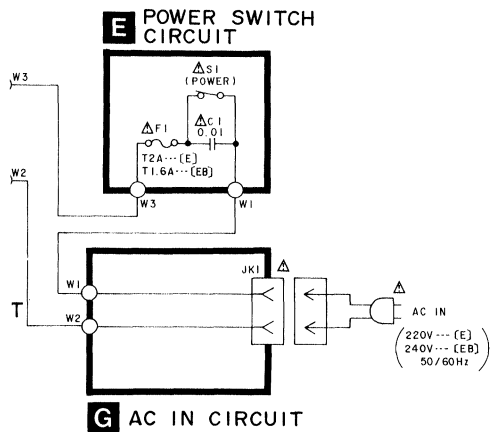 E POWER SWITCH
CIRCUIT
W3
S1
(POWER)
F1
C1
0.01
T2A---[E]
T1.6A---[EB]
W2
W3
W1
W1
JK1
T
W2
AC IN
220V---[E]
240V---[EB]
50/60Hz
G AC IN CIRCUIT